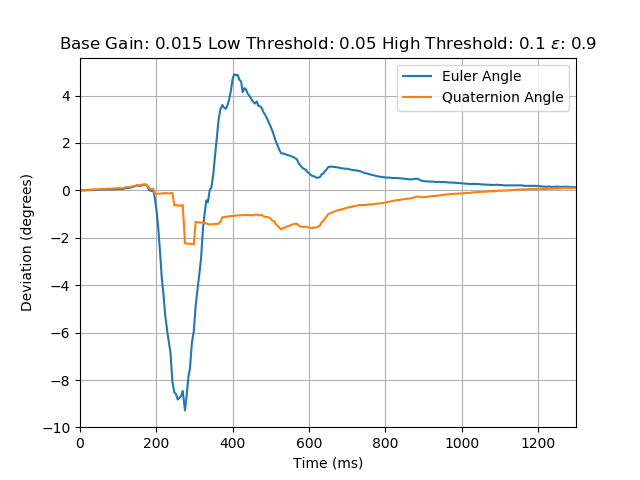 Base Gain: 0.015 Low Threshold: 0.05 High Threshold: 0.1 ε: 0.9
Euler Angle
Quaternion Angle
Deviation (degrees)
4
2
0
−2
−4
−6
−8
−10
0 200 400 600 800 1000 1200
Time (ms)